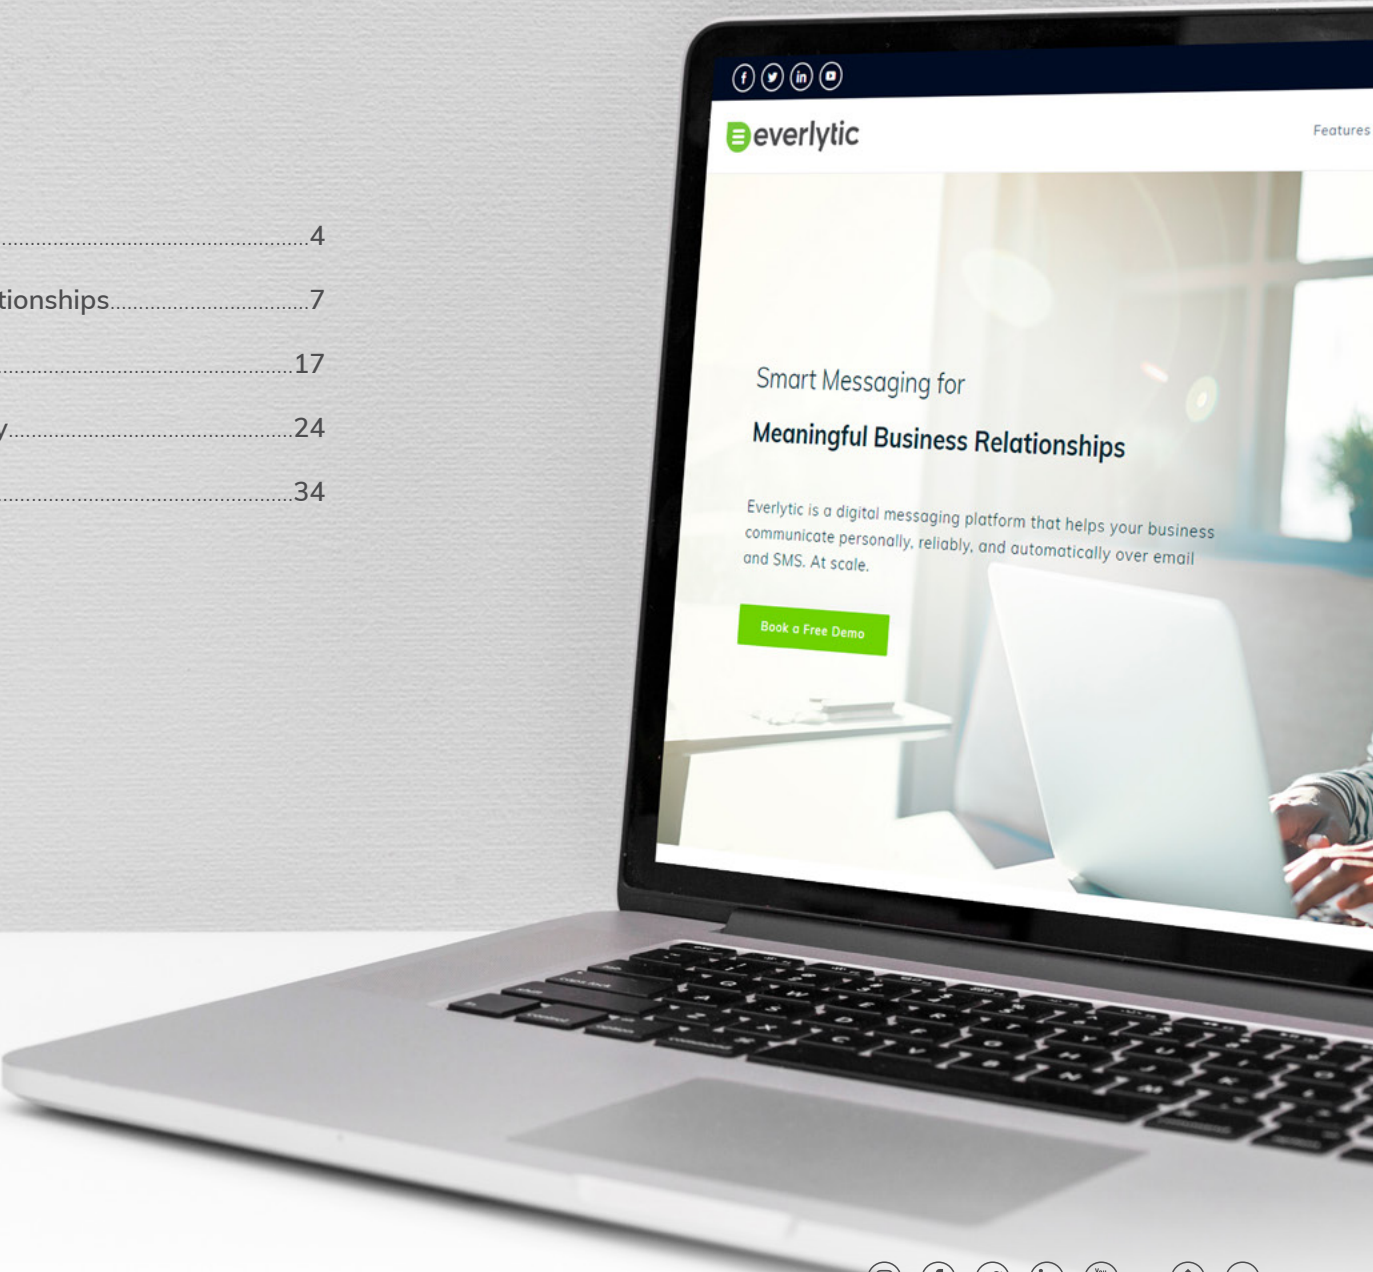 4
tionships 7
17
y 24
34
everlytic
Features
Smart Messaging for
Meaningful Business Relationships
Everlytic is a digital messaging platform that helps your business
communicate personally, reliably, and automatically over email
and SMS. At scale.
Book a Free Demo